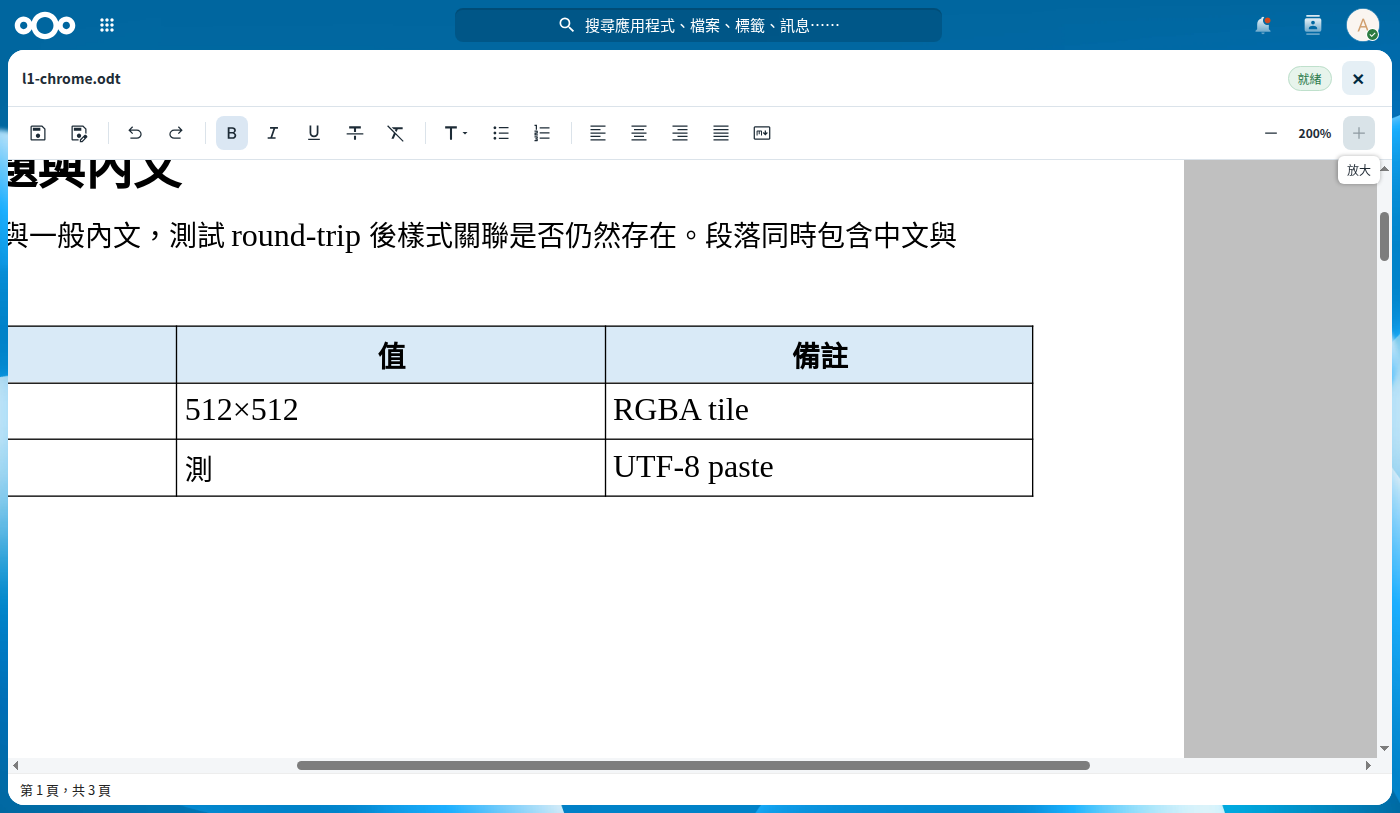 搜尋應用程式、檔案、標籤、訊息……
A
l1-chrome.odt
就緒
200%
放大
題與內文
與一般內文，測試 round-trip 後樣式關聯是否仍然存在。段落同時包含中文與
值 備註
512×512 RGBA tile
測 UTF-8 paste
第 1 頁，共 3 頁